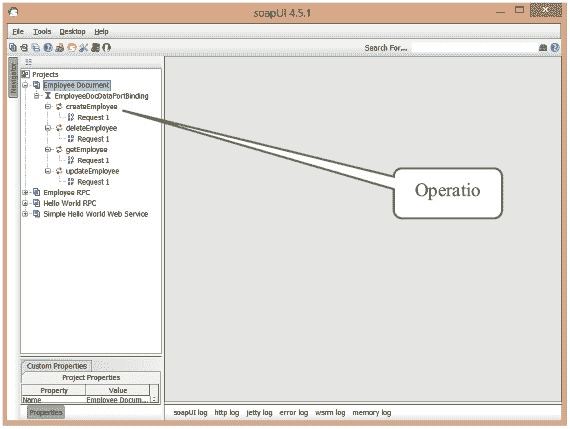 soapUI 4.5.1
File Tools Desktop Help
Search For...
Navigator
Projects
Employee Document
EmployeeDocDataPortBinding
createEmployee
Request 1
deleteEmployee
Request 1
getEmployee
Request 1
updateEmployee
Request 1
Employee RPC
Hello World RPC
Simple Hello World Web Service
Operatio
Custom Properties
Project Properties
Property Value
Name Employee Docum...
Properties
soapUI log http log jetty log error log wsrm log memory log